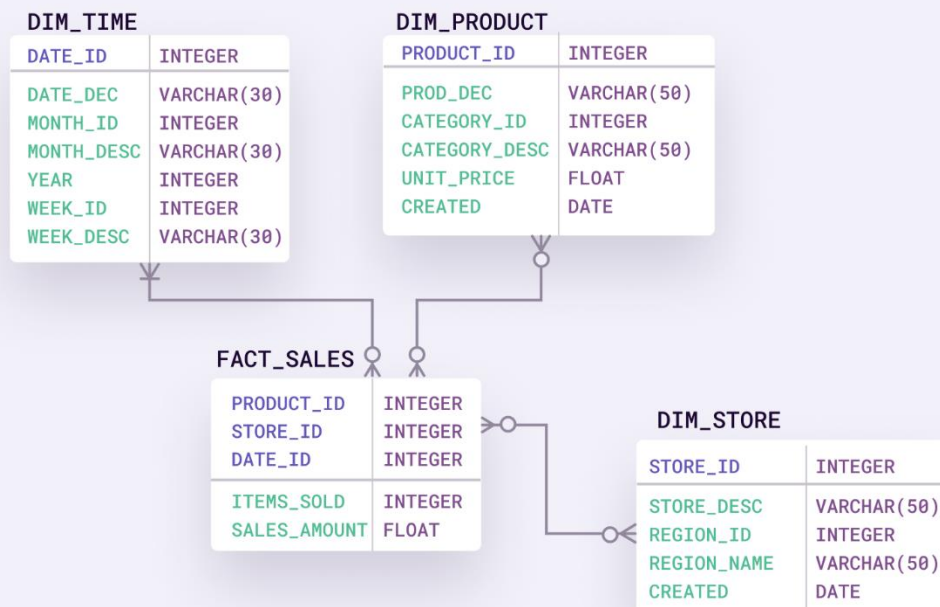 DIM_TIME
DATE_ID INTEGER
DATE_DEC VARCHAR(30)
MONTH_ID INTEGER
MONTH_DESC VARCHAR(30)
YEAR INTEGER
WEEK_ID INTEGER
WEEK_DESC VARCHAR(30)
DIM_PRODUCT
PRODUCT_ID INTEGER
PROD_DEC VARCHAR(50)
CATEGORY_ID INTEGER
CATEGORY_DESC VARCHAR(50)
UNIT_PRICE FLOAT
CREATED DATE
FACT_SALES
PRODUCT_ID INTEGER
STORE_ID INTEGER
DATE_ID INTEGER
ITEMS_SOLD INTEGER
SALES_AMOUNT FLOAT
DIM_STORE
STORE_ID INTEGER
STORE_DESC VARCHAR(50)
REGION_ID INTEGER
REGION_NAME VARCHAR(50)
CREATED DATE